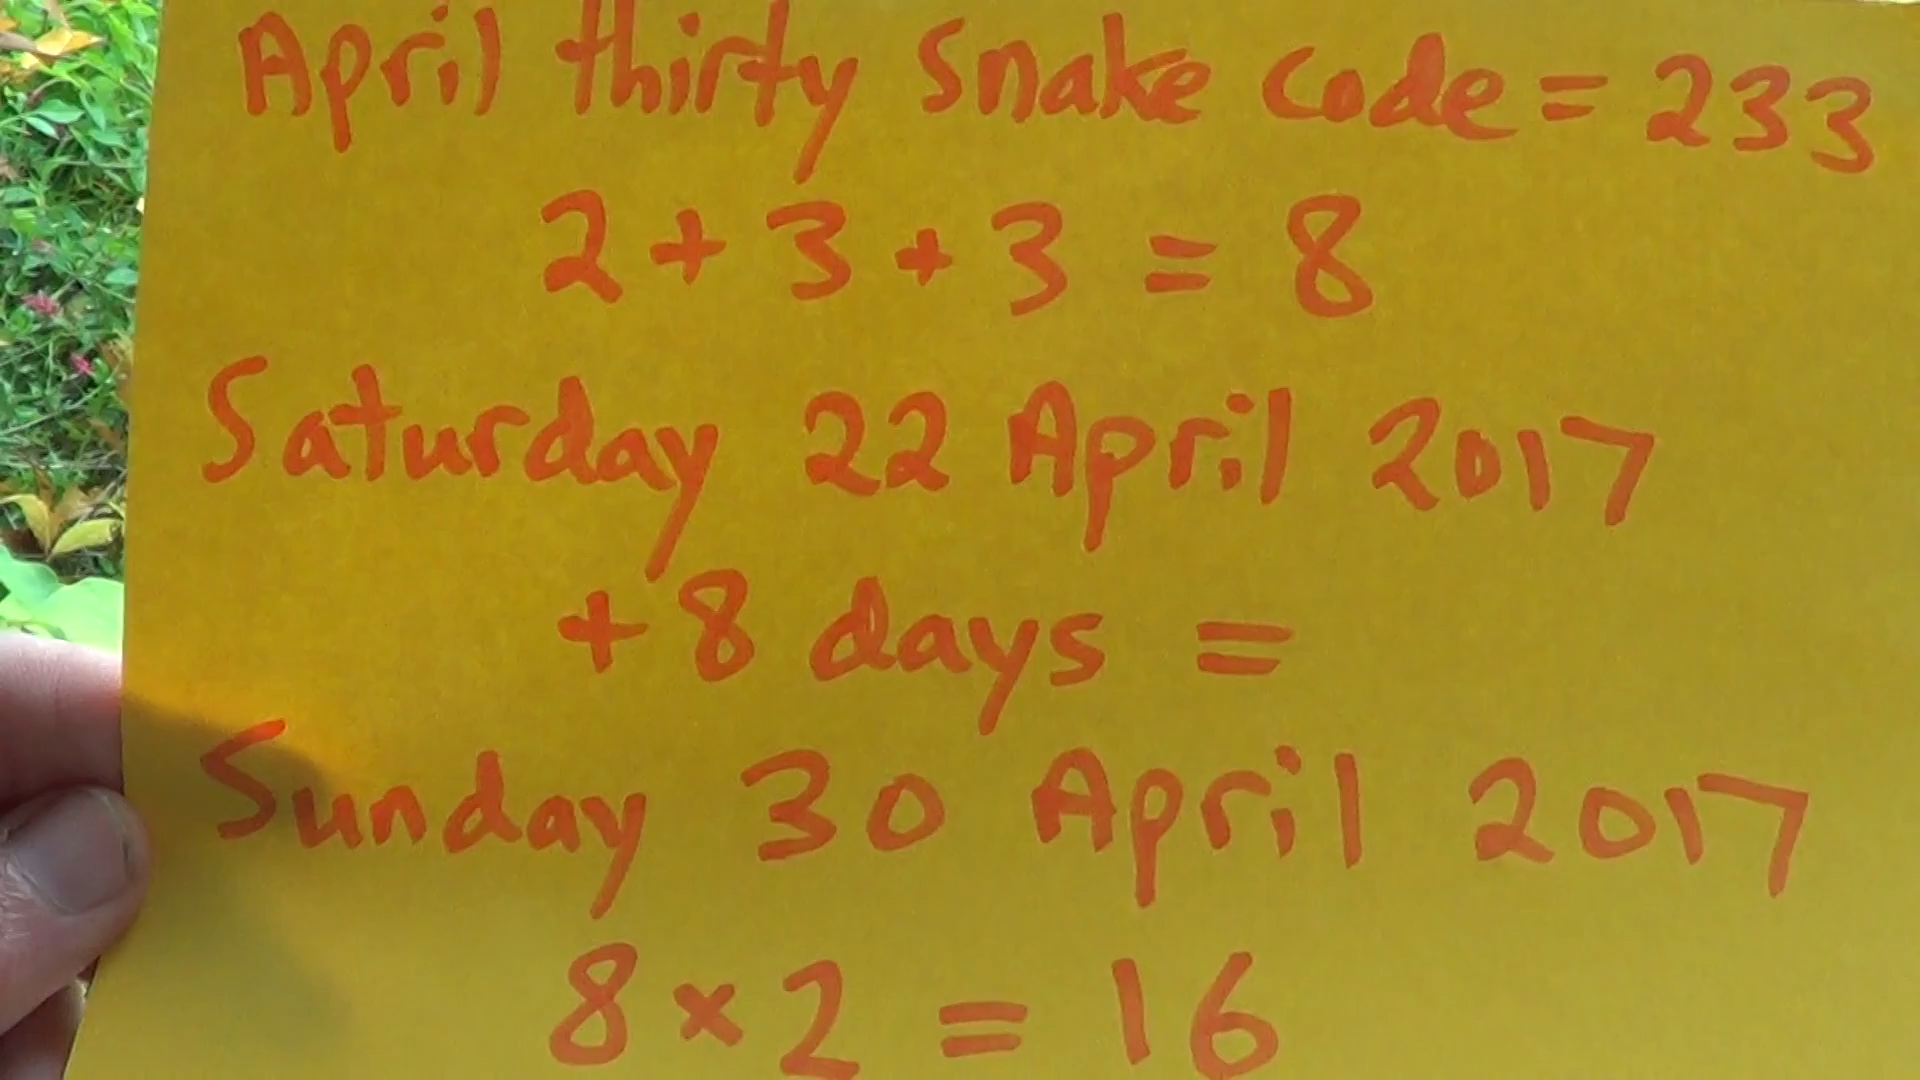 April thirty snake code = 233
2 + 3 + 3 = 8
Saturday 22 April 2017
+ 8 days =
Sunday 30 April 2017
8 × 2 = 16